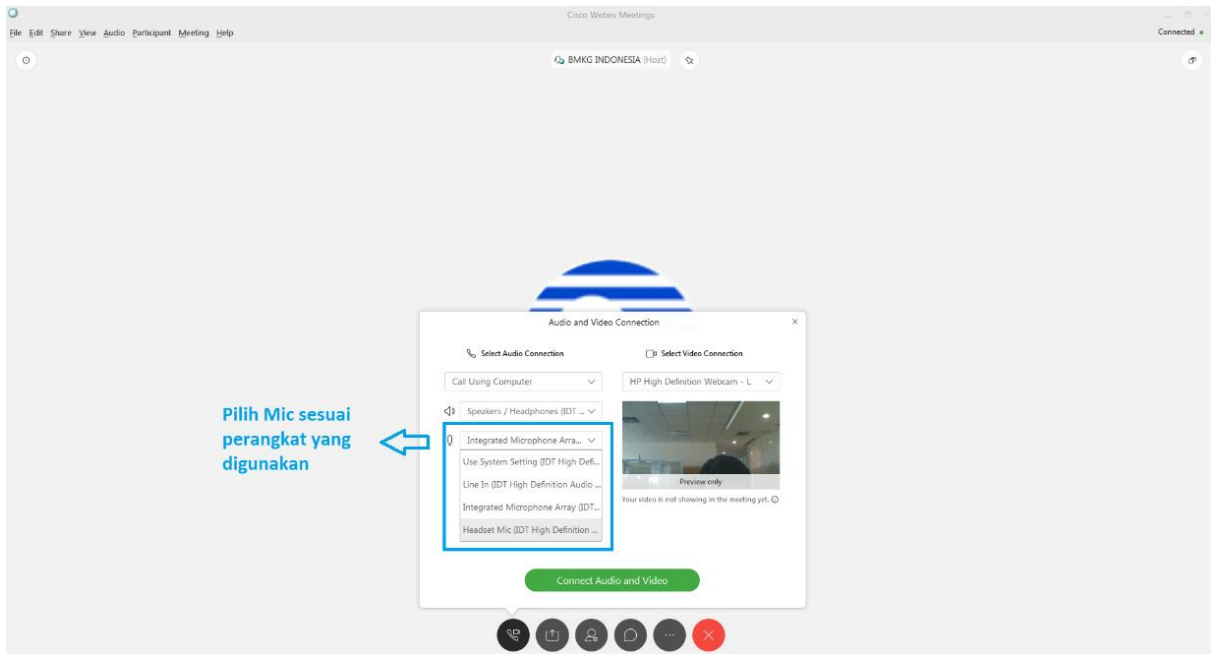 Cisco Webex Meetings
File Edit Share View Audio Participant Meeting Help
Connected
BMKG INDONESIA (Host)
Audio and Video Connection
Select Audio Connection
Select Video Connection
Call Using Computer
HP High Definition Webcam - L
Speakers / Headphones (IDT ...
Pilih Mic sesuai
perangkat yang
digunakan
Integrated Microphone Arra...
Use System Setting (IDT High Defi...
Line In (IDT High Definition Audio ...
Integrated Microphone Array (IDT...
Headset Mic (IDT High Definition ...
Preview only
Your video is not showing in the meeting yet.
Connect Audio and Video